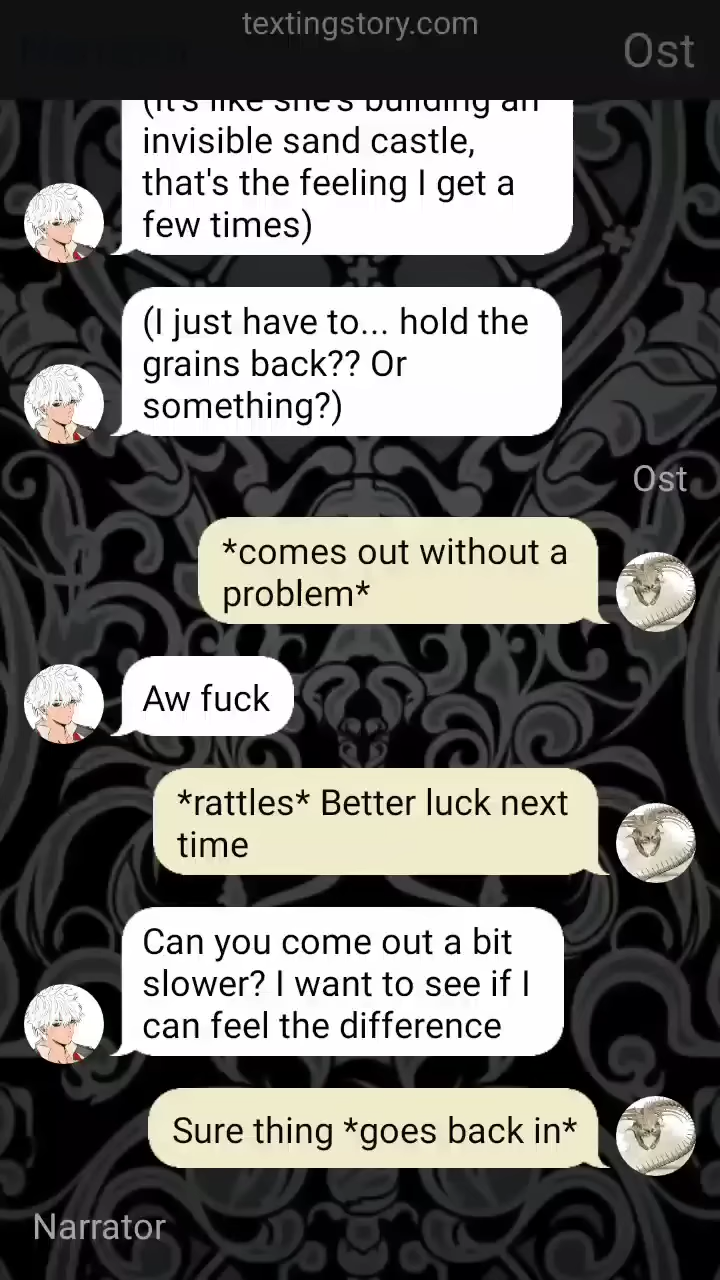 textingstory.com
Ost
(It's like she's building an
invisible sand castle,
that's the feeling I get a
few times)
(I just have to... hold the
grains back?? Or
something?)
Ost
*comes out without a
problem*
Aw fuck
*rattles* Better luck next
time
Can you come out a bit
slower? I want to see if I
can feel the difference
Sure thing *goes back in*
Narrator